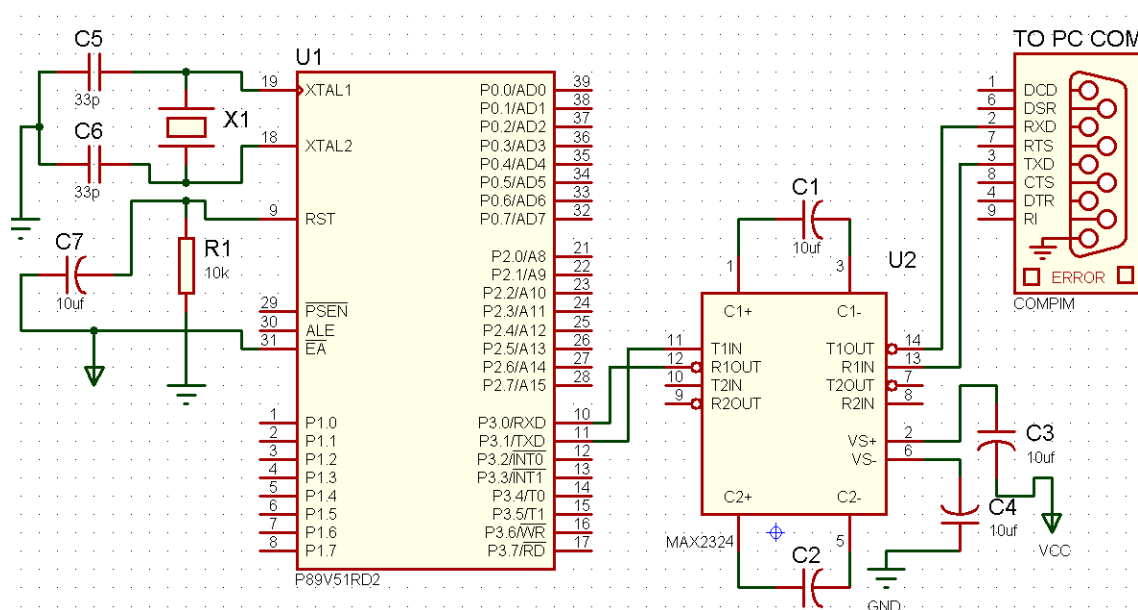 C5
33p
C6
33p
X1
C7
10uf
R1
10k
U1
19 XTAL1
18 XTAL2
9 RST
29 PSEN
30 ALE
31 EA
1 P1.0
2 P1.1
3 P1.2
4 P1.3
5 P1.4
6 P1.5
7 P1.6
8 P1.7
P0.0/AD0 39
P0.1/AD1 38
P0.2/AD2 37
P0.3/AD3 36
P0.4/AD4 35
P0.5/AD5 34
P0.6/AD6 33
P0.7/AD7 32
P2.0/A8 21
P2.1/A9 22
P2.2/A10 23
P2.3/A11 24
P2.4/A12 25
P2.5/A13 26
P2.6/A14 27
P2.7/A15 28
P3.0/RXD 10
P3.1/TXD 11
P3.2/INT0 12
P3.3/INT1 13
P3.4/T0 14
P3.5/T1 15
P3.6/WR 16
P3.7/RD 17
P89V51RD2
C1
10uf
1
3
U2
C1+ C1-
11 T1IN
12 R1OUT
10 T2IN
9 R2OUT
T1OUT 14
R1IN 13
T2OUT 7
R2IN 8
VS+ 2
VS- 6
C2+ C2-
5
MAX2324
C2
C3
10uf
C4
10uf
VCC
GND
TO PC COM
1 DCD
6 DSR
2 RXD
7 RTS
3 TXD
8 CTS
4 DTR
9 RI
ERROR
COMPIM